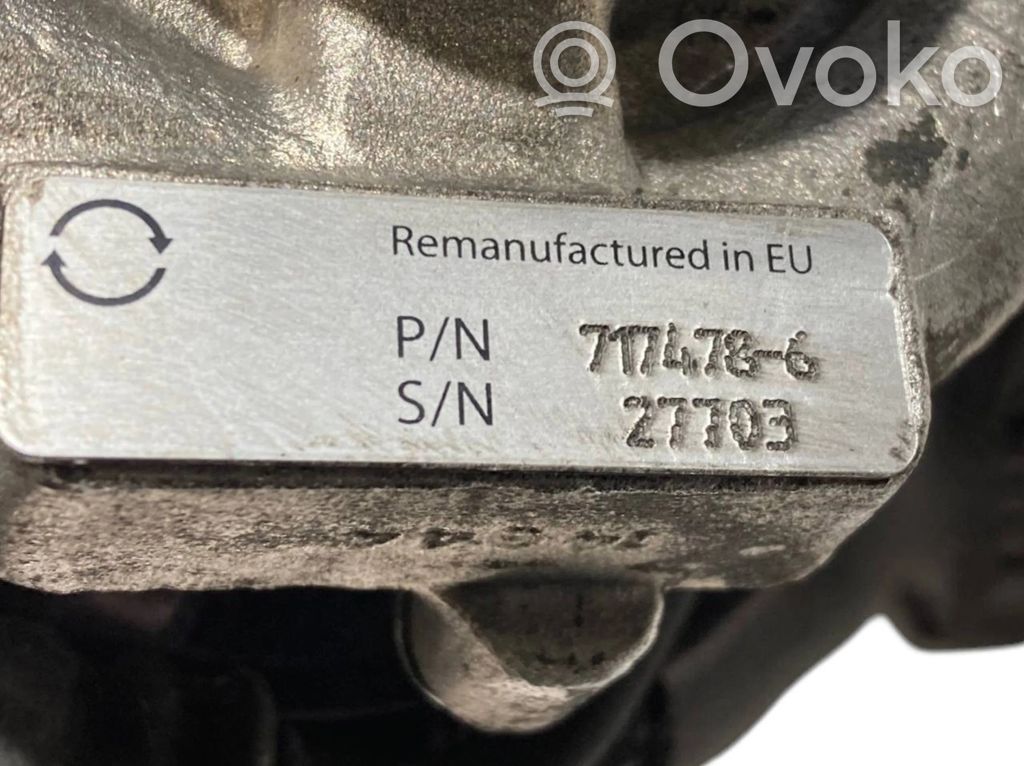 Ovoko
Remanufactured in EU
P/N 717478-6
S/N 27703